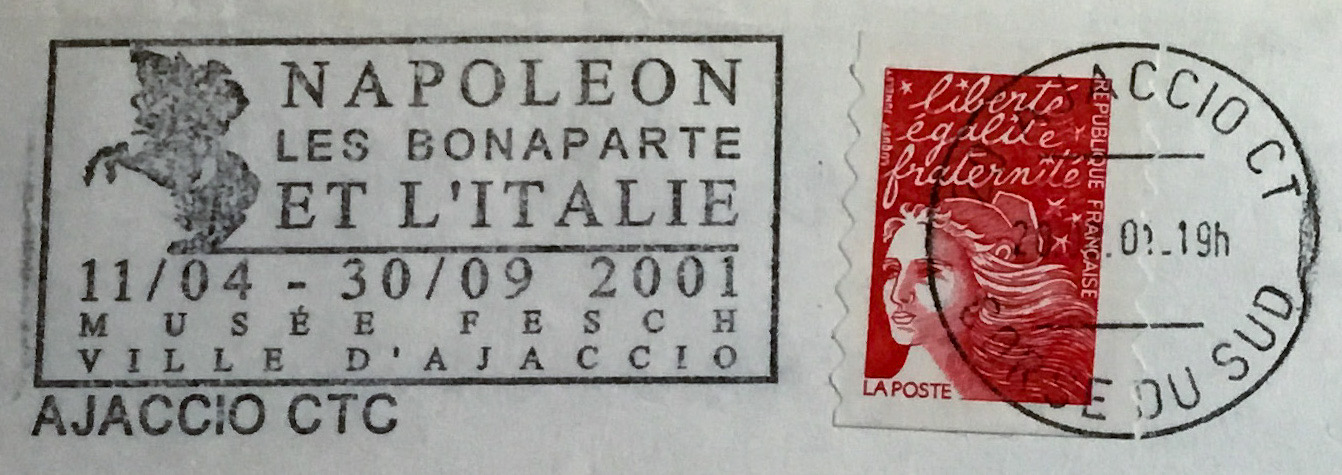 NAPOLEON
LES BONAPARTE
ET L'ITALIE
11/04 - 30/09 2001
MUSÉE FESCH
VILLE D'AJACCIO
AJACCIO CTC
liberté
égalité
fraternité
RÉPUBLIQUE FRANÇAISE
LA POSTE
AJACCIO CT
01.19h
DU SUD